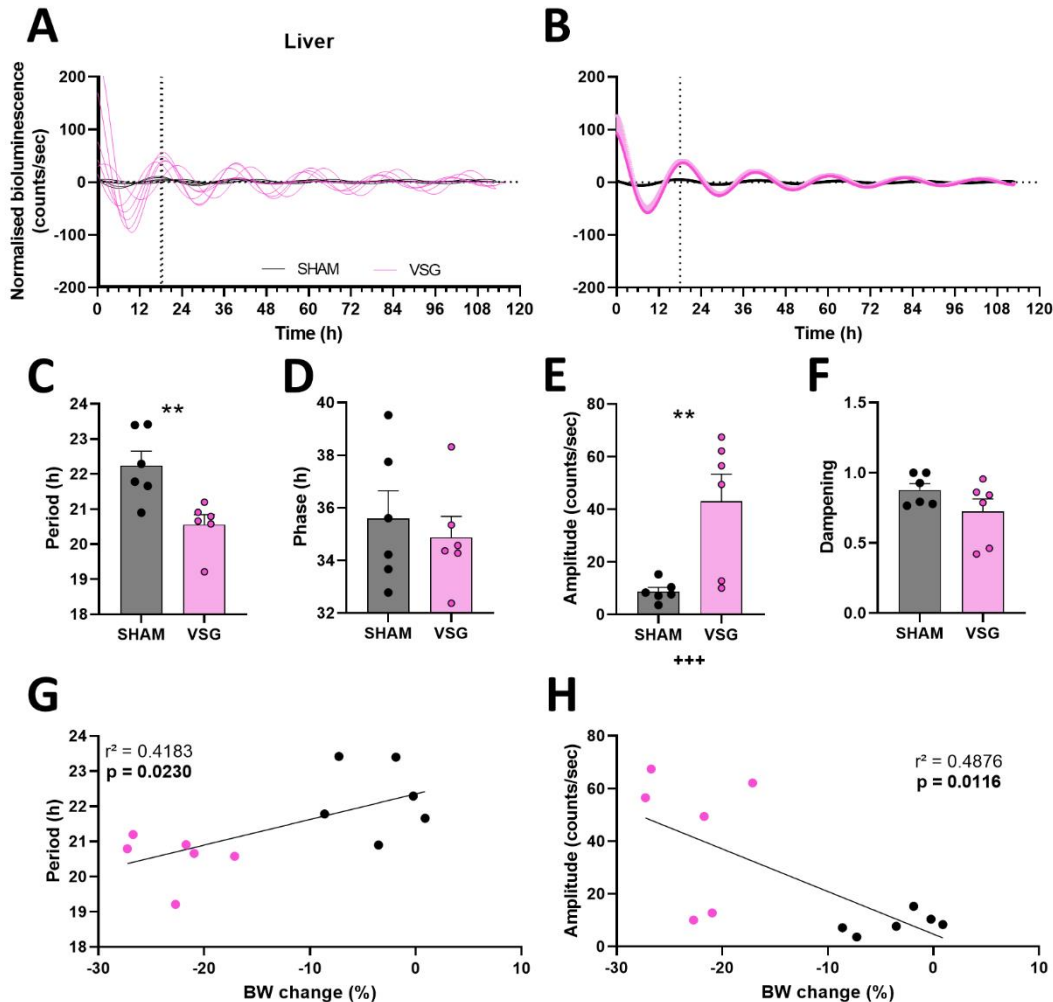 A
Liver
B
Normalised bioluminescence
(counts/sec)
200
100
0
-100
-200
SHAM
VSG
0 12 24 36 48 60 72 84 96 108 120
Time (h)
200
100
0
-100
-200
0 12 24 36 48 60 72 84 96 108 120
Time (h)
C
Period (h)
24
23
22
21
20
19
18
**
SHAM VSG
D
Phase (h)
40
38
36
34
32
SHAM VSG
E
Amplitude (counts/sec)
80
60
40
20
0
**
SHAM VSG
+++
F
Dampening
1.5
1.0
0.5
0.0
SHAM VSG
G
Period (h)
24
23
22
21
20
19
18
r² = 0.4183
p = 0.0230
-30 -20 -10 0 10
BW change (%)
H
Amplitude (counts/sec)
80
60
40
20
0
r² = 0.4876
p = 0.0116
-30 -20 -10 0 10
BW change (%)